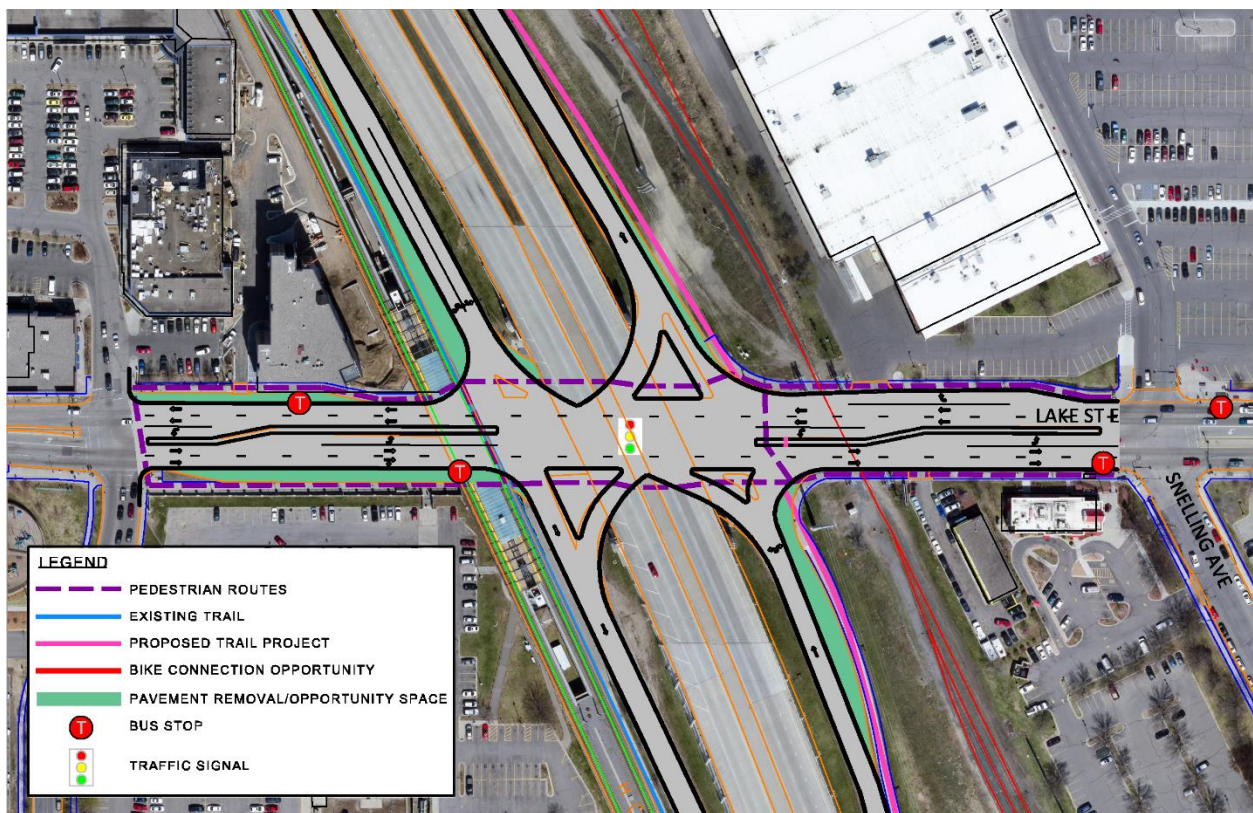 T
LAKE ST E
T
T
T
SNELLING AVE
LEGEND
PEDESTRIAN ROUTES
EXISTING TRAIL
PROPOSED TRAIL PROJECT
BIKE CONNECTION OPPORTUNITY
PAVEMENT REMOVAL/OPPORTUNITY SPACE
T BUS STOP
TRAFFIC SIGNAL